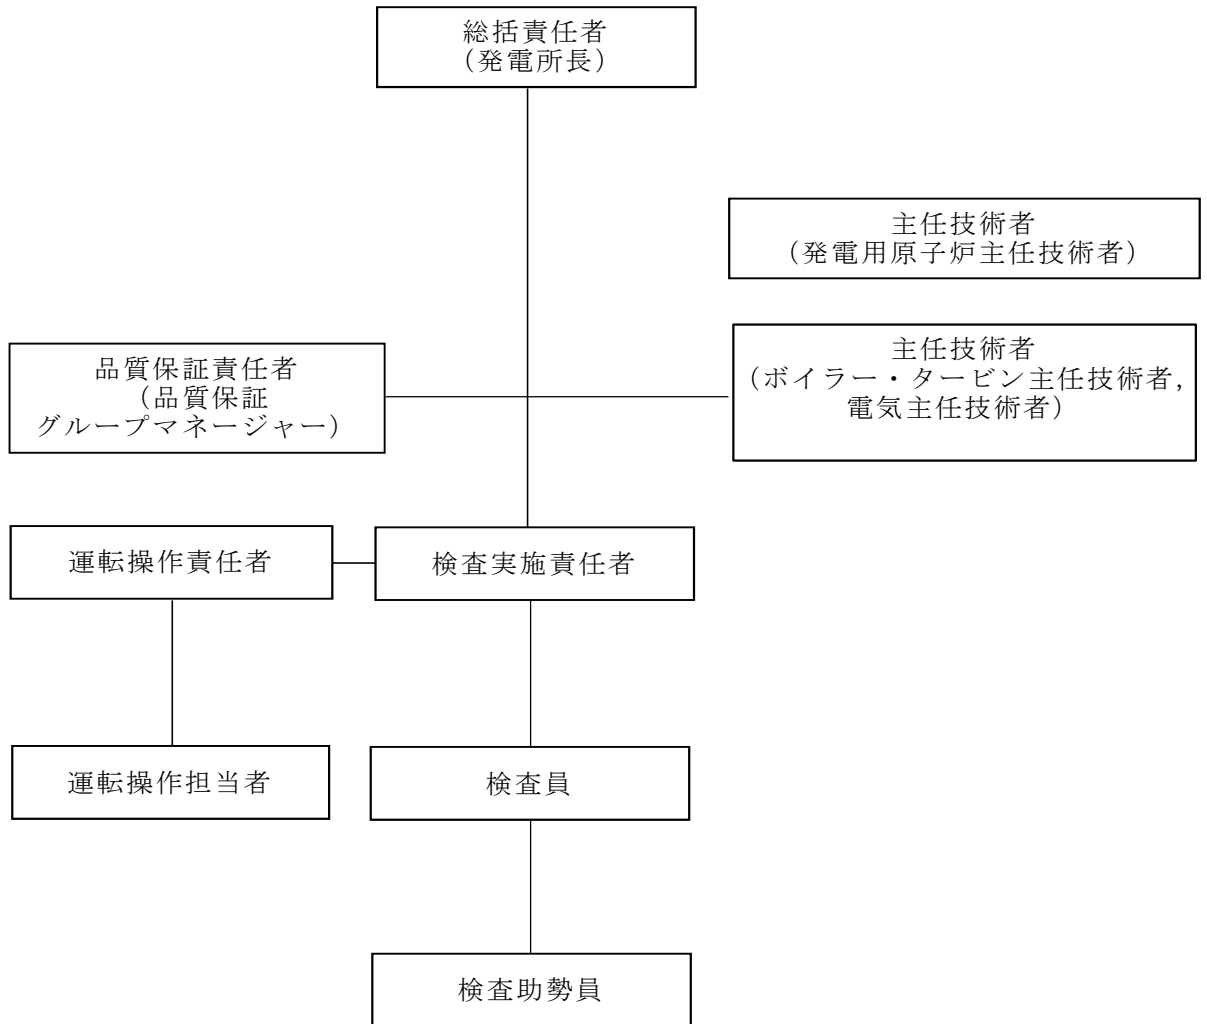 総括責任者
（発電所長）
主任技術者
（発電用原子炉主任技術者）
主任技術者
（ボイラー・タービン主任技術者，
電気主任技術者）
品質保証責任者
（品質保証
グループマネージャー）
運転操作責任者
検査実施責任者
運転操作担当者
検査員
検査助勢員